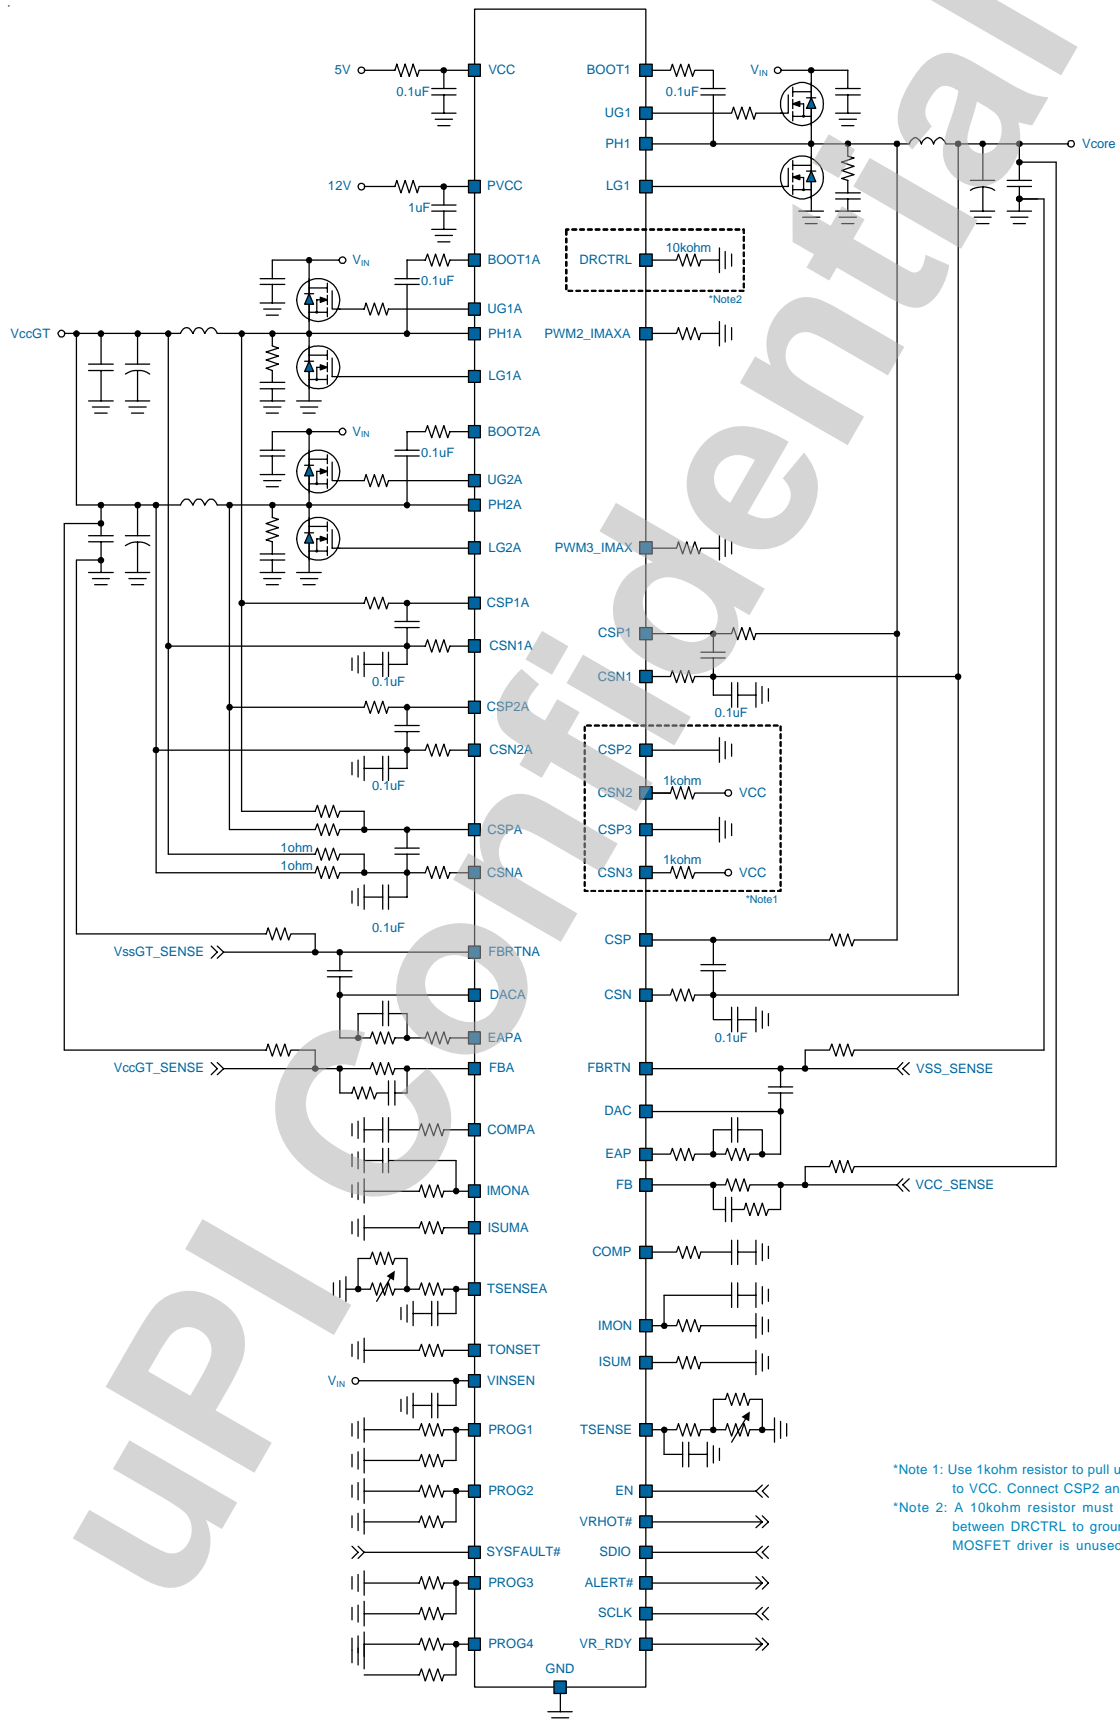 5V
0.1uF
VCC
BOOT1
0.1uF
VIN
UG1
PH1
Vcore
LG1
12V
1uF
PVCC
VIN
BOOT1A
0.1uF
DRCTRL
10kohm
*Note2
UG1A
VccGT
PH1A
PWM2_IMAXA
LG1A
VIN
BOOT2A
0.1uF
UG2A
PH2A
LG2A
PWM3_IMAX
CSP1A
CSP1
CSN1A
0.1uF
CSN1
0.1uF
CSP2A
CSN2A
0.1uF
CSP2
CSN2
1kohm
VCC
CSPA
CSP3
1ohm
1ohm
CSNA
0.1uF
CSN3
1kohm
VCC
*Note1
CSP
VssGT_SENSE
FBRTNA
DACA
CSN
0.1uF
EAPA
VccGT_SENSE
FBA
FBRTN
VSS_SENSE
DAC
COMPA
EAP
IMONA
FB
VCC_SENSE
ISUMA
COMP
TSENSEA
IMON
TONSET
ISUM
VIN
VINSEN
PROG1
TSENSE
PROG2
EN
VRHOT#
SYSFAULT#
SDIO
PROG3
ALERT#
SCLK
PROG4
VR_RDY
GND
*Note 1: Use 1kohm resistor to pull u
to VCC. Connect CSP2 an
*Note 2: A 10kohm resistor must
between DRCTRL to groun
MOSFET driver is unused
uPI Confidential